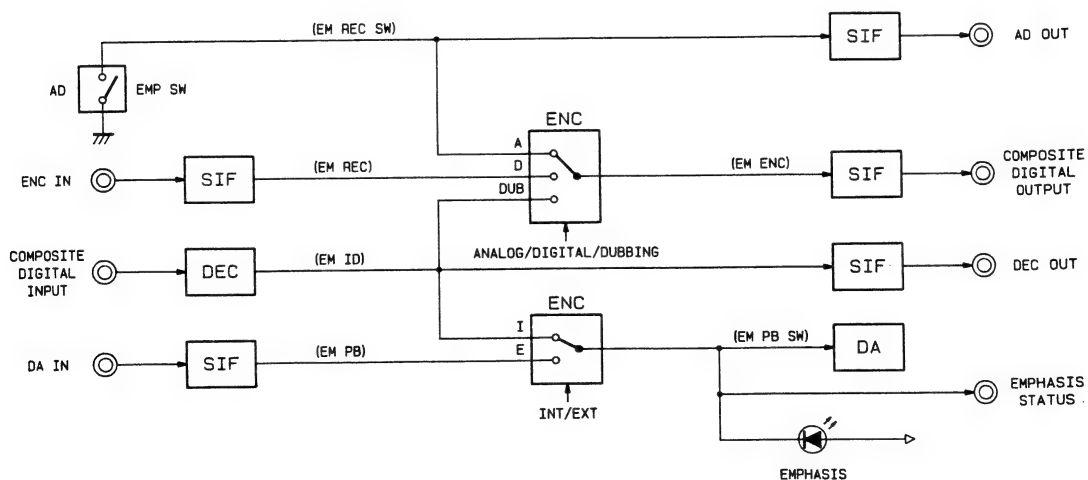 (EM REC SW)
SIF
AD OUT
AD
EMP SW
ENC
A
D
DUB
ENC IN
SIF
(EM REC)
(EM ENC)
SIF
COMPOSITE
DIGITAL
OUTPUT
ANALOG/DIGITAL/DUBBING
COMPOSITE
DIGITAL
INPUT
DEC
(EM ID)
SIF
DEC OUT
ENC
I
E
DA IN
SIF
(EM PB)
(EM PB SW)
DA
INT/EXT
EMPHASIS
STATUS
EMPHASIS